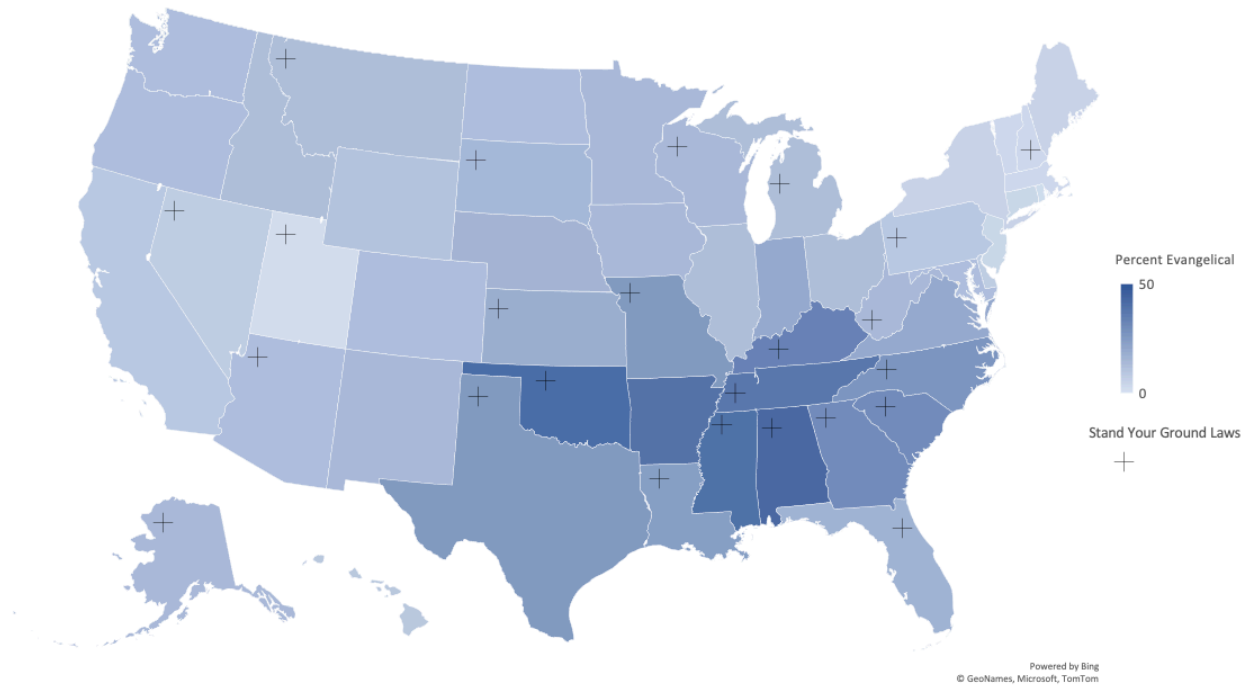 Percent Evangelical
50
0
Stand Your Ground Laws
Powered by Bing
© GeoNames, Microsoft, TomTom